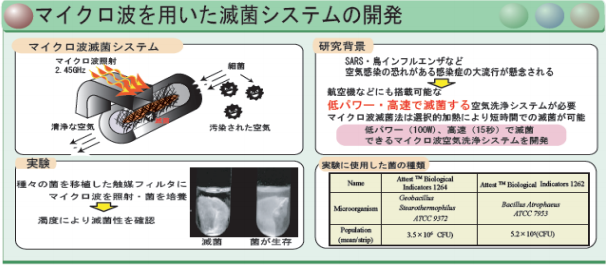 マイクロ波を用いた滅菌システムの開発
マイクロ波滅菌システム
マイクロ波照射
2.45GHz
細菌
清浄な空気
汚染された空気
研究背景
SARS・鳥インフルエンザなど
空気感染の恐れがある感染症の大流行が懸念される
航空機などにも搭載可能な
低パワー・高速で滅菌する空気洗浄システムが必要
マイクロ波滅菌法は選択的加熱により短時間での滅菌が可能
低パワー（100W）、高速（15秒）で滅菌
できるマイクロ波空気洗浄システムを開発
実験
種々の菌を移植した触媒フィルタに
マイクロ波を照射・菌を培養
濁度により滅菌性を確認
滅菌
菌が生存
実験に使用した菌の種類
Name
Attest ™ Biological
Indicators 1264
Attest ™ Biological Indicators 1262
Microorganism
Geobacillus
Stearothermophilus
ATCC 9372
Bacillus Atrophaeus
ATCC 7953
Population
(mean/strip)